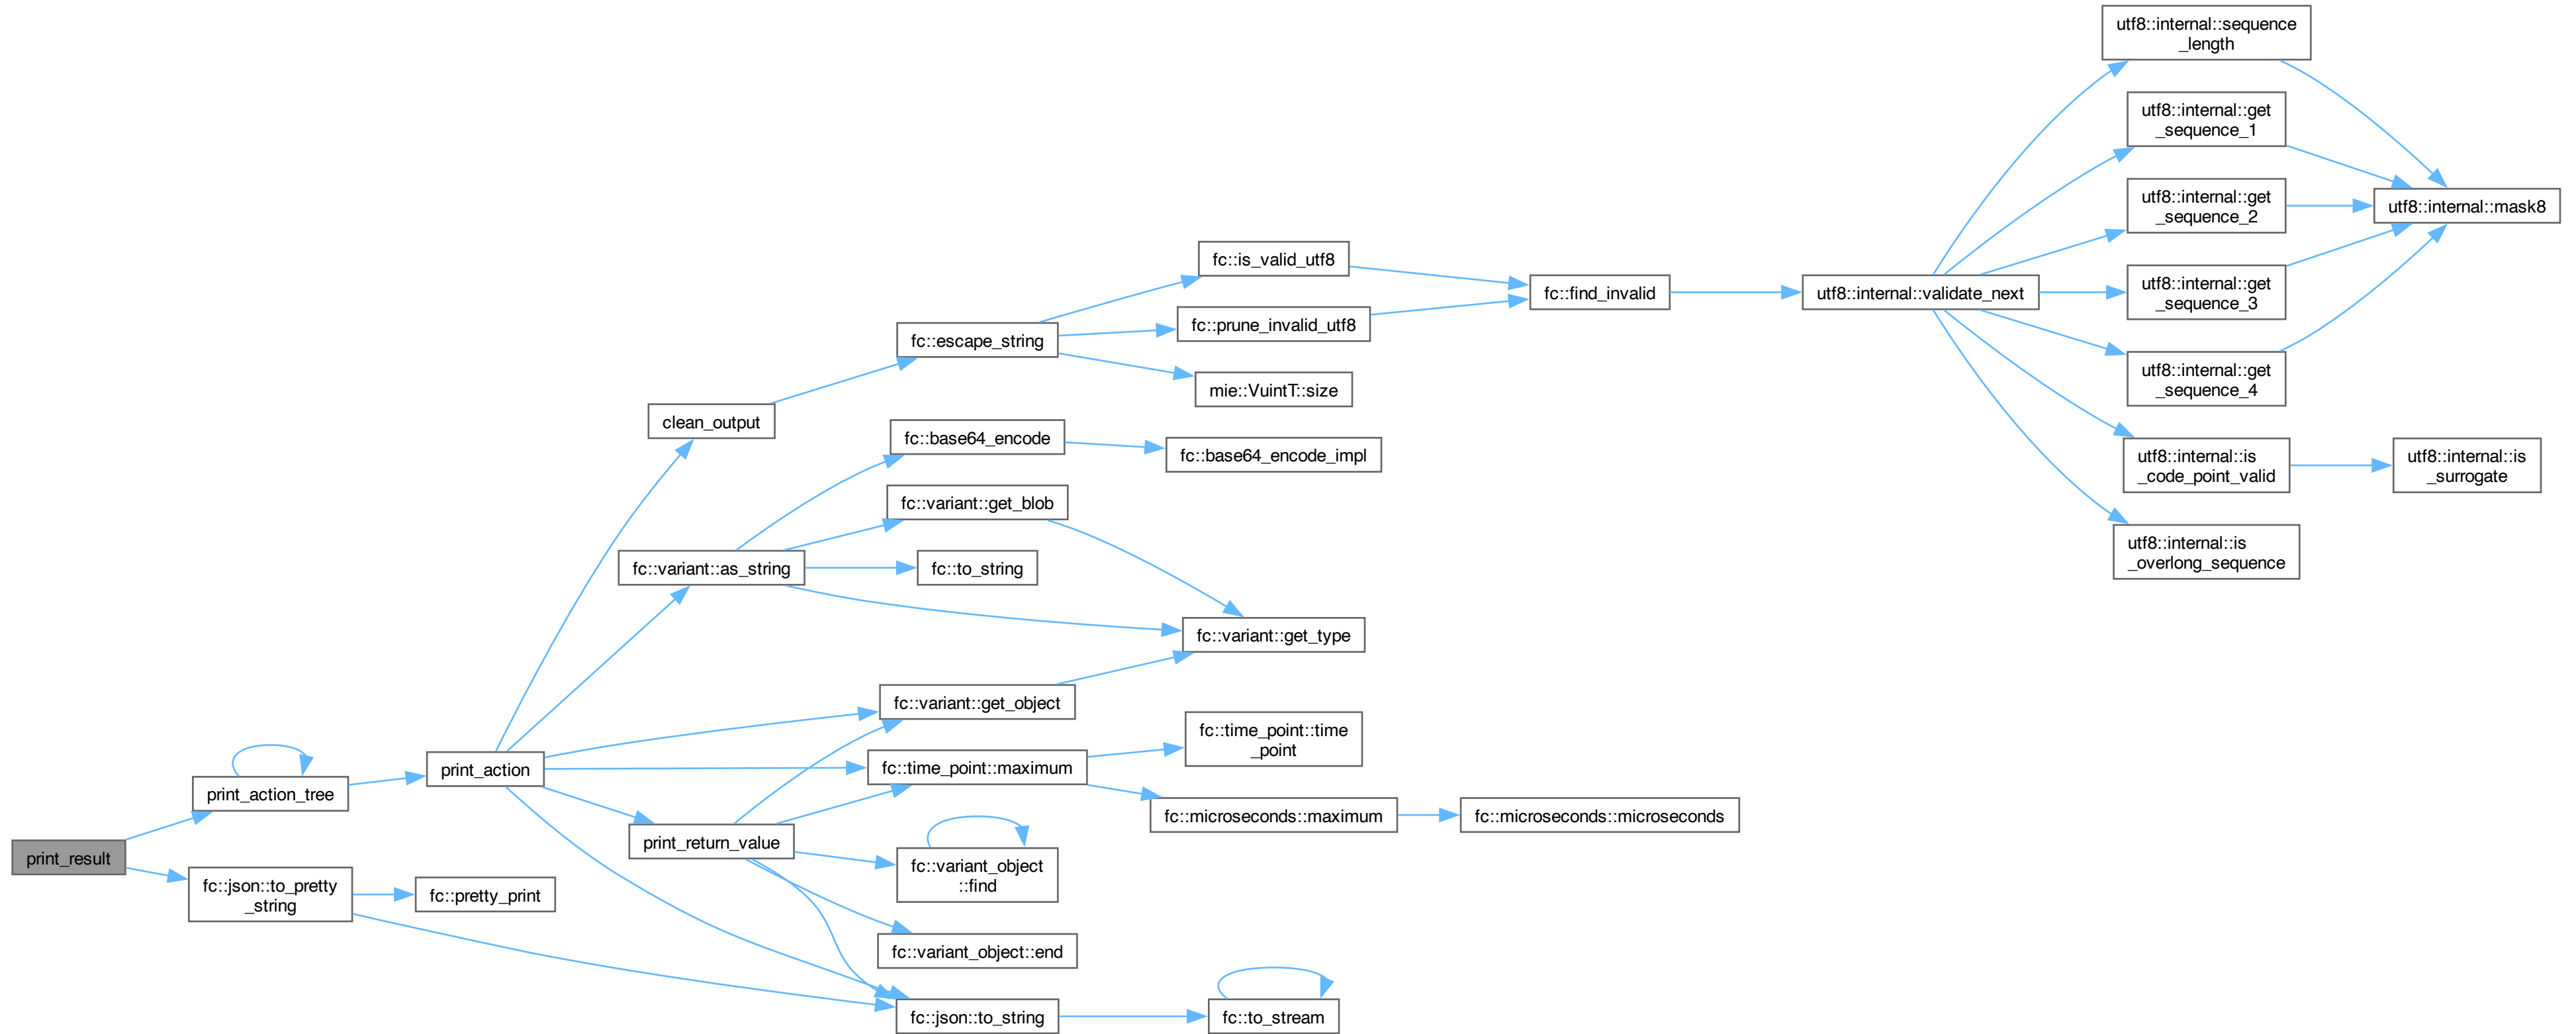 print_result
print_action_tree
fc::json::to_pretty
_string
print_action
fc::pretty_print
clean_output
fc::variant::as_string
print_return_value
fc::escape_string
fc::base64_encode
fc::variant::get_blob
fc::to_string
fc::variant::get_object
fc::time_point::maximum
fc::variant_object
::find
fc::variant_object::end
fc::json::to_string
fc::is_valid_utf8
fc::prune_invalid_utf8
mie::VuintT::size
fc::base64_encode_impl
fc::variant::get_type
fc::time_point::time
_point
fc::microseconds::maximum
fc::to_stream
fc::find_invalid
fc::microseconds::microseconds
utf8::internal::validate_next
utf8::internal::sequence
_length
utf8::internal::get
_sequence_1
utf8::internal::get
_sequence_2
utf8::internal::get
_sequence_3
utf8::internal::get
_sequence_4
utf8::internal::is
_code_point_valid
utf8::internal::is
_overlong_sequence
utf8::internal::mask8
utf8::internal::is
_surrogate